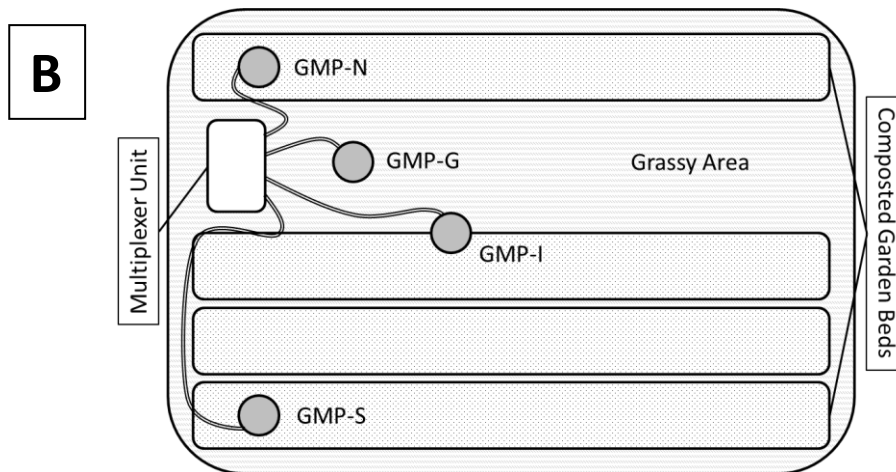 B
GMP-N
GMP-G
Grassy Area
GMP-I
GMP-S
Multiplexer Unit
Composted Garden Beds